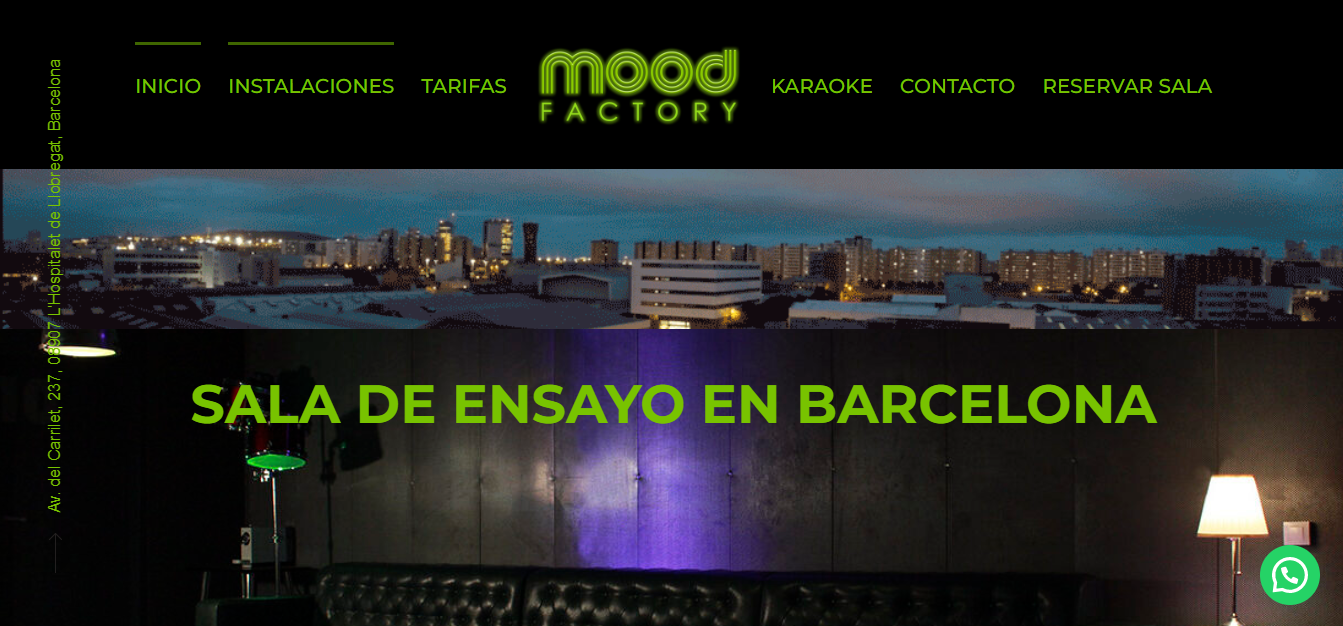 INICIO
INSTALACIONES
TARIFAS
mood
FACTORY
KARAOKE
CONTACTO
RESERVAR SALA
Av. del Carrilet, 237, 08907 L'Hospitalet de Llobregat, Barcelona
SALA DE ENSAYO EN BARCELONA